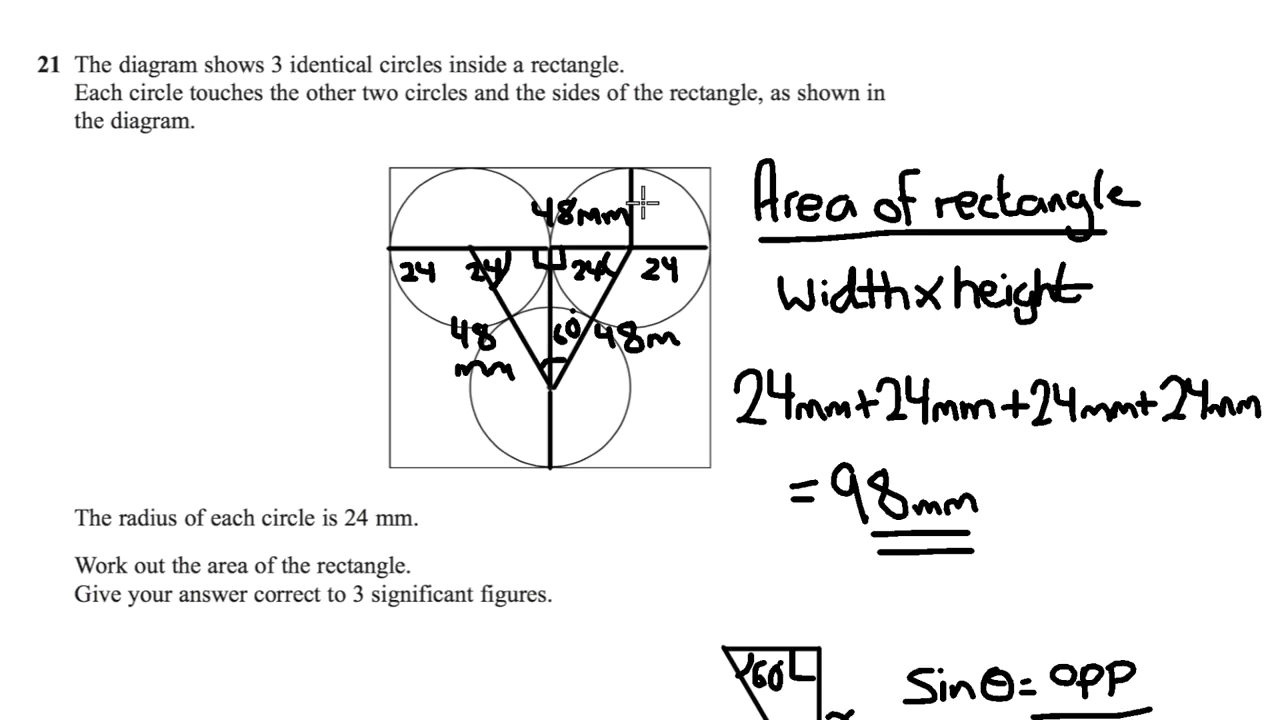 21 The diagram shows 3 identical circles inside a rectangle.
Each circle touches the other two circles and the sides of the rectangle, as shown in
the diagram.
Area of rectangle
width x height
48mm
24 24 24 24
48
mm
60° 48m
24mm+24mm+24mm+24mm
= 98mm
The radius of each circle is 24 mm.
Work out the area of the rectangle.
Give your answer correct to 3 significant figures.
60°
Sinθ= opp